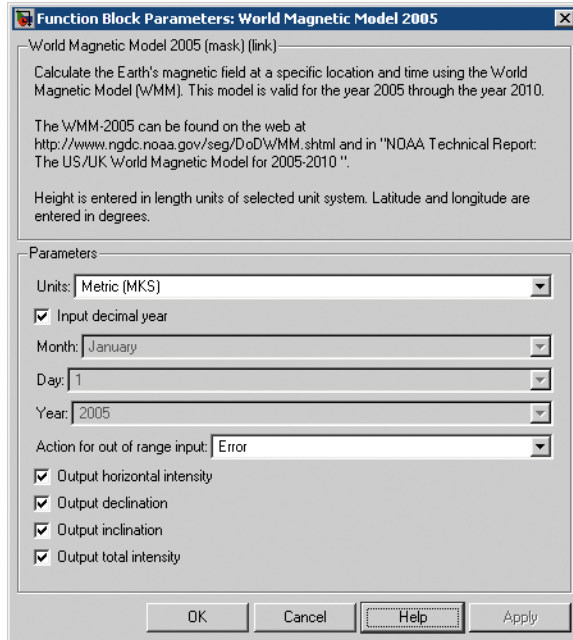 Function Block Parameters: World Magnetic Model 2005
World Magnetic Model 2005 (mask) (link)
Calculate the Earth's magnetic field at a specific location and time using the World
Magnetic Model (WMM). This model is valid for the year 2005 through the year 2010.
The WMM-2005 can be found on the web at
http://www.ngdc.noaa.gov/seg/DoDWMM.shtml and in "NOAA Technical Report:
The US/UK World Magnetic Model for 2005-2010 ".
Height is entered in length units of selected unit system. Latitude and longitude are
entered in degrees.
Parameters
Units: Metric (MKS)
Input decimal year
Month: January
Day: 1
Year: 2005
Action for out of range input: Error
Output horizontal intensity
Output declination
Output inclination
Output total intensity
OK Cancel Help Apply